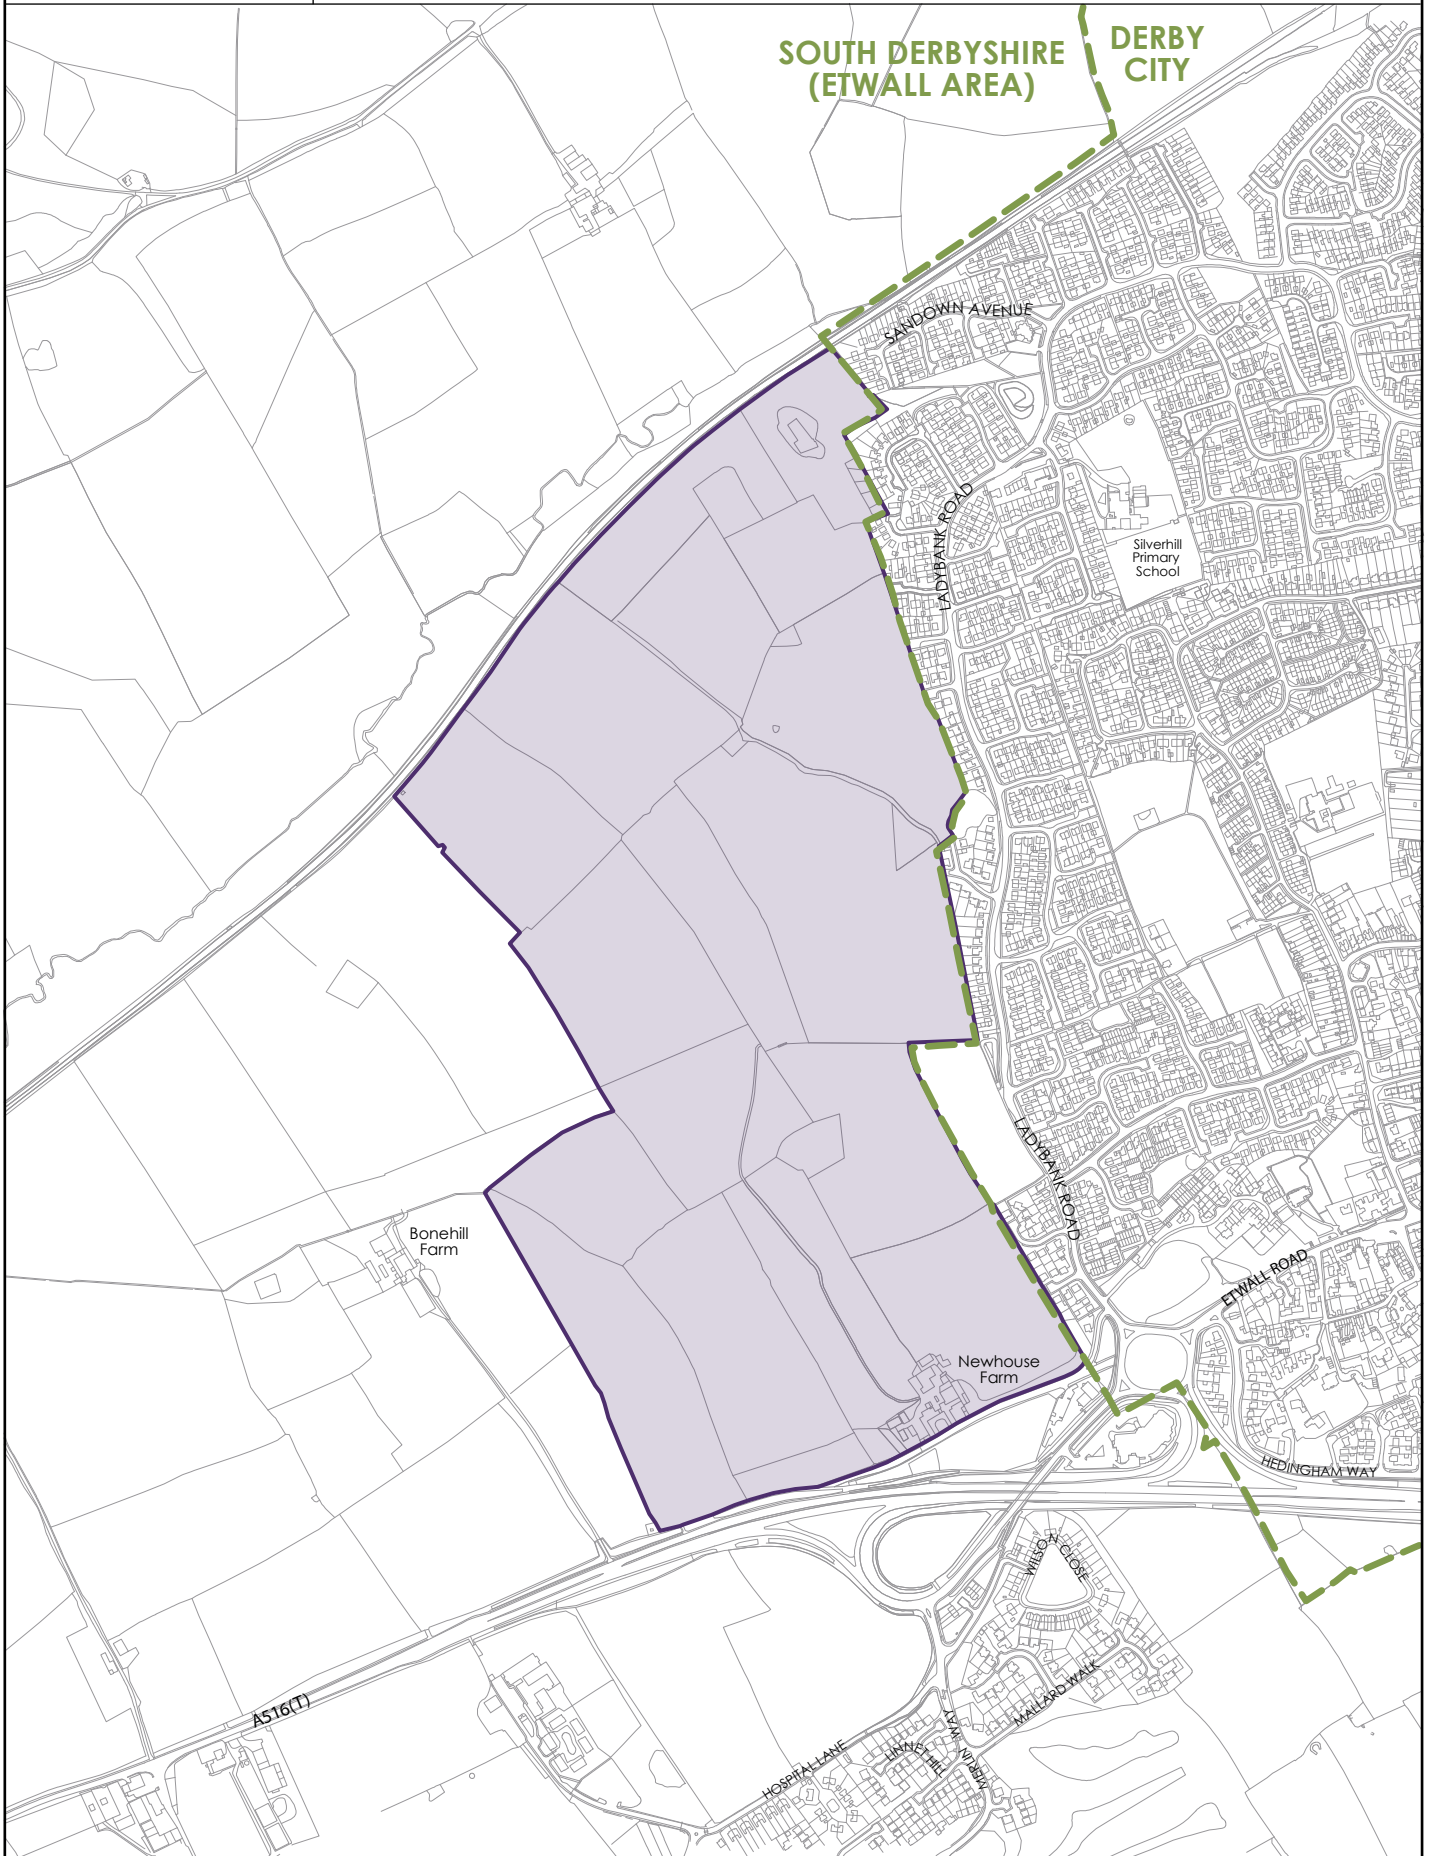 SOUTH DERBYSHIRE
(ETWALL AREA)
DERBY
CITY
SANDOWN AVENUE
LADYBANK ROAD
Silverhill
Primary
School
LADYBANK ROAD
Bonehill
Farm
ETWALL ROAD
Newhouse
Farm
HEDINGHAM WAY
WILSON CLOSE
MALLARD WALK
A516(T)
HOSPITAL LANE
LINNET HILL
MERLIN WAY